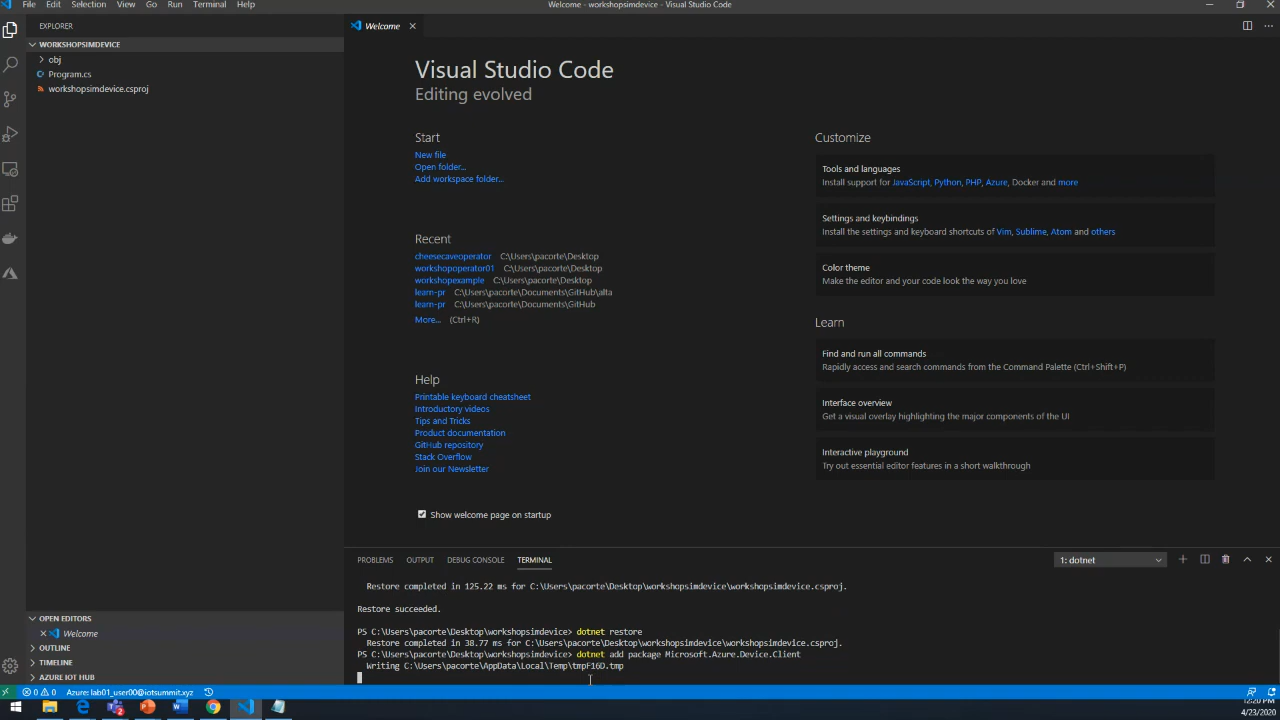 File Edit Selection View Go Run Terminal Help
Welcome - workshopsimdevice - Visual Studio Code
EXPLORER
WORKSHOPSIMDEVICE
obj
Program.cs
workshopsimdevice.csproj
Welcome
Visual Studio Code
Editing evolved
Start
New file
Open folder...
Add workspace folder...
Recent
cheesecaveoperator C:\Users\pacorte\Desktop
workshopoperator01 C:\Users\pacorte\Desktop
workshopexample C:\Users\pacorte\Desktop
learn-pr C:\Users\pacorte\Documents\GitHub\alta
learn-pr C:\Users\pacorte\Documents\GitHub
More... (Ctrl+R)
Help
Printable keyboard cheatsheet
Introductory videos
Tips and Tricks
Product documentation
GitHub repository
Stack Overflow
Join our Newsletter
Show welcome page on startup
Customize
Tools and languages
Install support for JavaScript, Python, PHP, Azure, Docker and more
Settings and keybindings
Install the settings and keyboard shortcuts of Vim, Sublime, Atom and others
Color theme
Make the editor and your code look the way you love
Learn
Find and run all commands
Rapidly access and search commands from the Command Palette (Ctrl+Shift+P)
Interface overview
Get a visual overlay highlighting the major components of the UI
Interactive playground
Try out essential editor features in a short walkthrough
PROBLEMS OUTPUT DEBUG CONSOLE TERMINAL
1: dotnet
Restore completed in 125.22 ms for C:\Users\pacorte\Desktop\workshopsimdevice\workshopsimdevice.csproj.
Restore succeeded.
PS C:\Users\pacorte\Desktop\workshopsimdevice> dotnet restore
Restore completed in 38.77 ms for C:\Users\pacorte\Desktop\workshopsimdevice\workshopsimdevice.csproj.
PS C:\Users\pacorte\Desktop\workshopsimdevice> dotnet add package Microsoft.Azure.Device.Client
Writing C:\Users\pacorte\AppData\Local\Temp\tmpF16D.tmp
OPEN EDITORS
Welcome
OUTLINE
TIMELINE
AZURE IOT HUB
0 0 Azure: lab01_user00@iotsummit.xyz
12:20 PM
4/23/2020